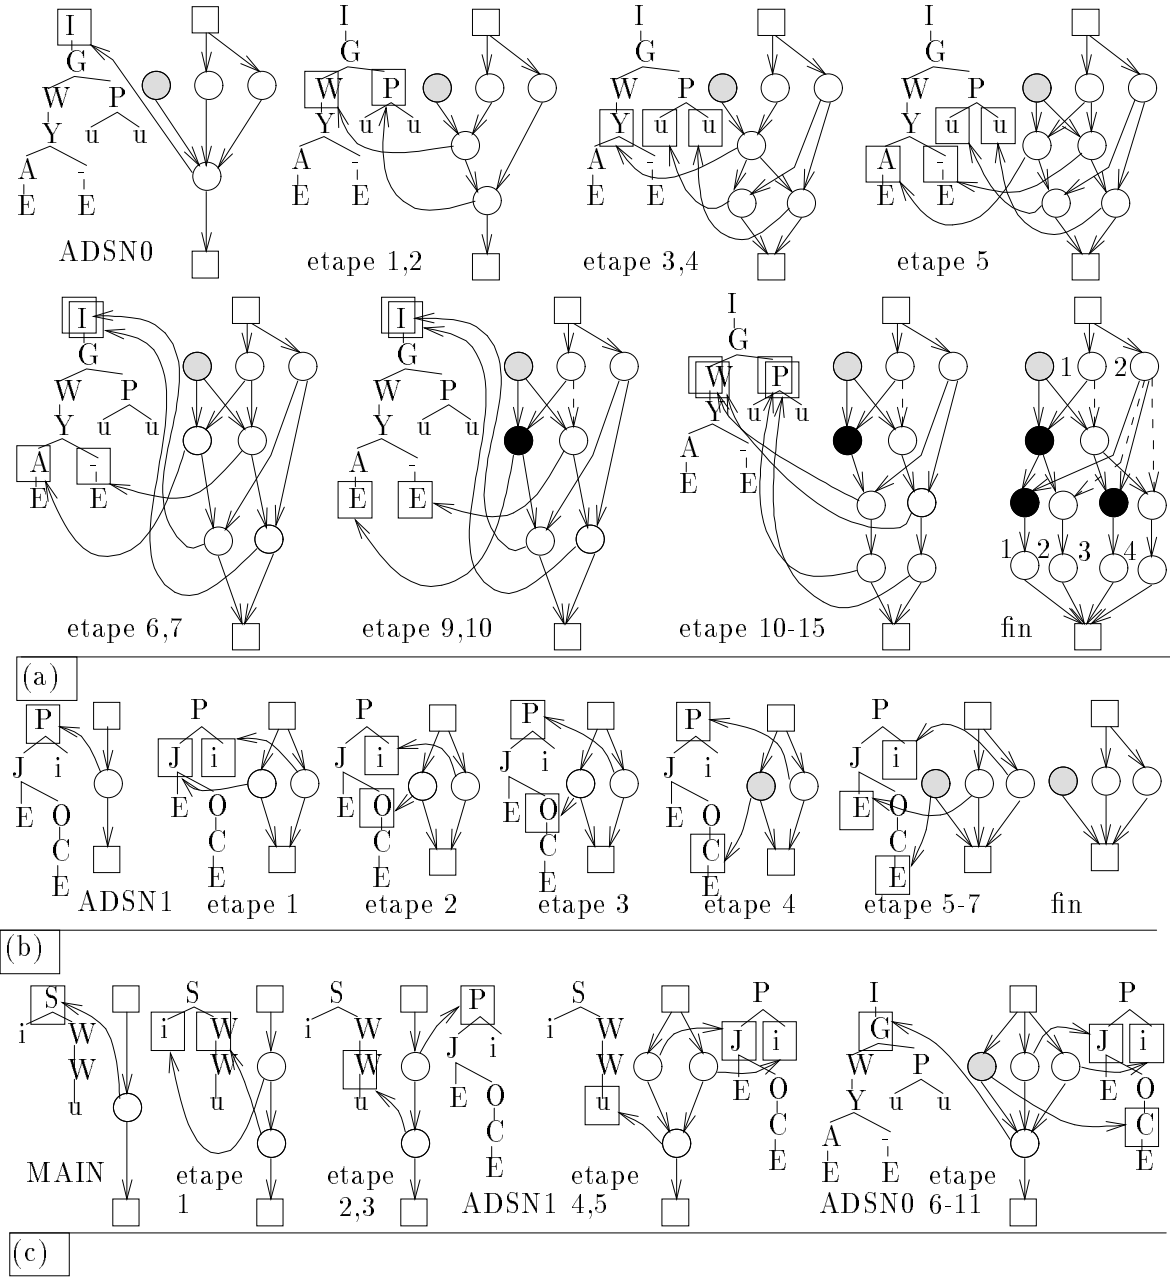 I
G
W P
Y u u
A -
E E
ADSN0
I
G
W P
Y u u
A -
E E
etape 1,2
I
G
W P
Y u u
A -
E E
etape 3,4
I
G
W P
Y u u
A -
E E
etape 5
I
G
W P
Y u u
A -
E E
etape 6,7
I
G
W P
Y u u
A -
E E
etape 9,10
I
G
W P
Y u u
A -
E E
etape 10-15
1 2
1 2 3 4
fin
(a)
P
J i
E O
C
E
ADSN1
P
J i
E O
C
E
etape 1
P
J i
E O
C
E
etape 2
P
J i
E O
C
E
etape 3
P
J i
E O
C
E
etape 4
P
J i
E O
C
E
etape 5-7
fin
(b)
S
i W
W
u
MAIN
S
i W
W
u
etape
1
S
i W
W
u
etape
2,3
P
J i
E O
C
E
ADSN1
S
i W
W
u
etape
4,5
P
J i
E O
C
E
I
G
W P
Y u u
A -
E E
ADSN0
etape
6-11
P
J i
E O
C
E
(c)